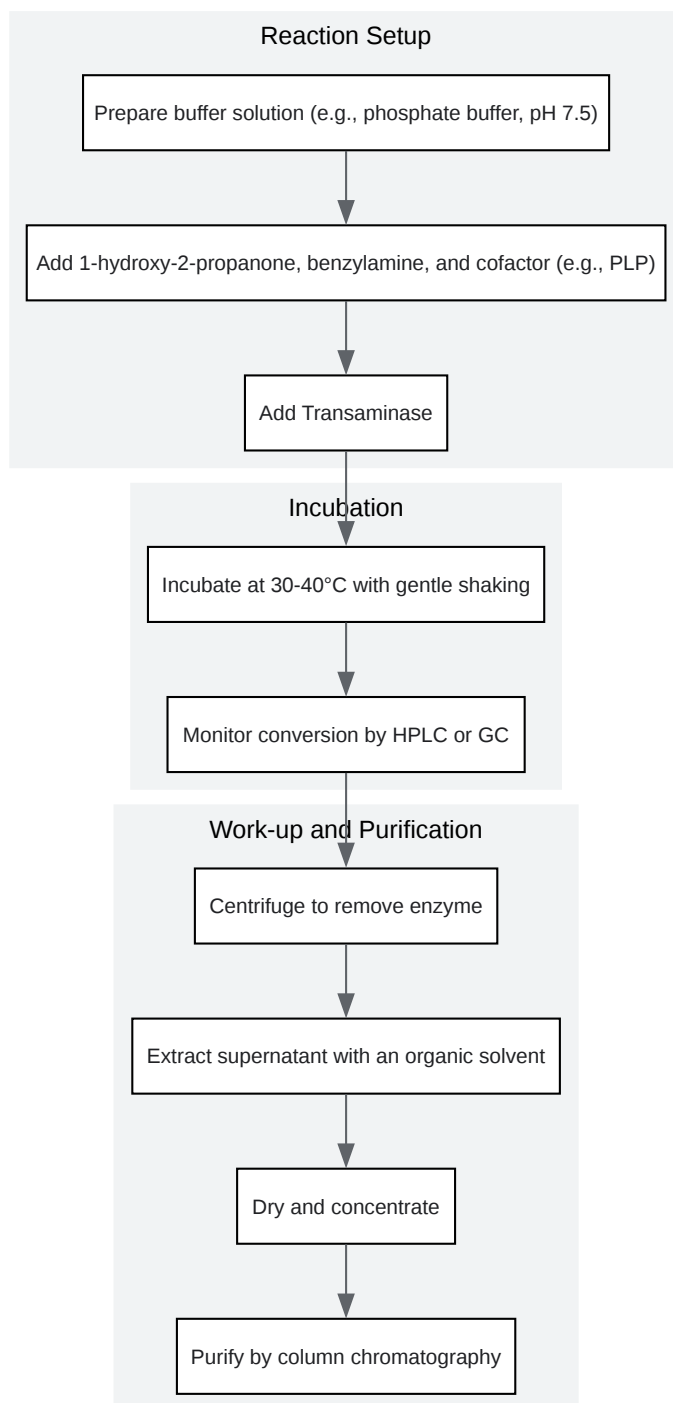 Reaction Setup
Prepare buffer solution (e.g., phosphate buffer, pH 7.5)
Add 1-hydroxy-2-propanone, benzylamine, and cofactor (e.g., PLP)
Add Transaminase
Incubation
Incubate at 30-40°C with gentle shaking
Monitor conversion by HPLC or GC
Work-up and Purification
Centrifuge to remove enzyme
Extract supernatant with an organic solvent
Dry and concentrate
Purify by column chromatography